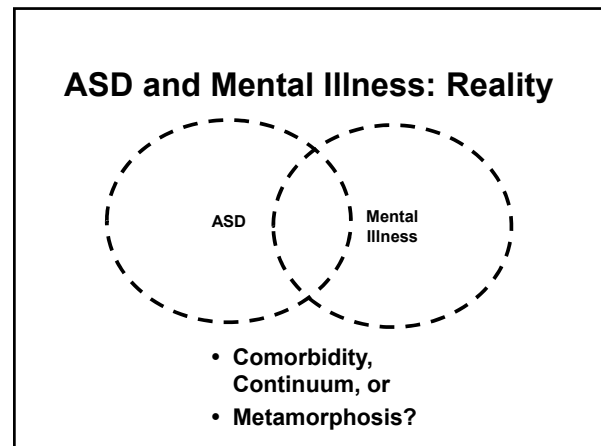 ASD and Mental Illness: Reality
ASD
Mental
Illness
• Comorbidity,
Continuum, or
• Metamorphosis?